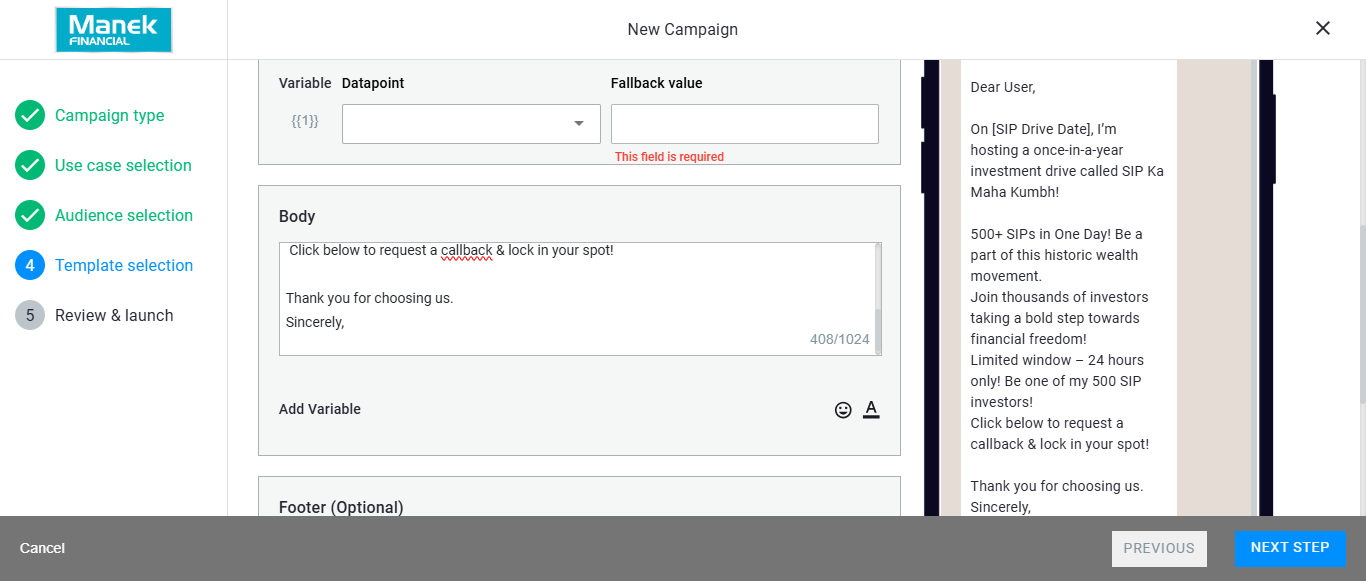 Manek
FINANCIAL
New Campaign
Campaign type
Use case selection
Audience selection
4 Template selection
5 Review & launch
Variable Datapoint Fallback value
{{1}}
This field is required
Body
Click below to request a callback & lock in your spot!
Thank you for choosing us.
Sincerely,
408/1024
Add Variable
A
Footer (Optional)
Dear User,
On [SIP Drive Date], I’m
hosting a once-in-a-year
investment drive called SIP Ka
Maha Kumbh!
500+ SIPs in One Day! Be a
part of this historic wealth
movement.
Join thousands of investors
taking a bold step towards
financial freedom!
Limited window – 24 hours
only! Be one of my 500 SIP
investors!
Click below to request a
callback & lock in your spot!
Thank you for choosing us.
Sincerely,
Cancel
PREVIOUS
NEXT STEP